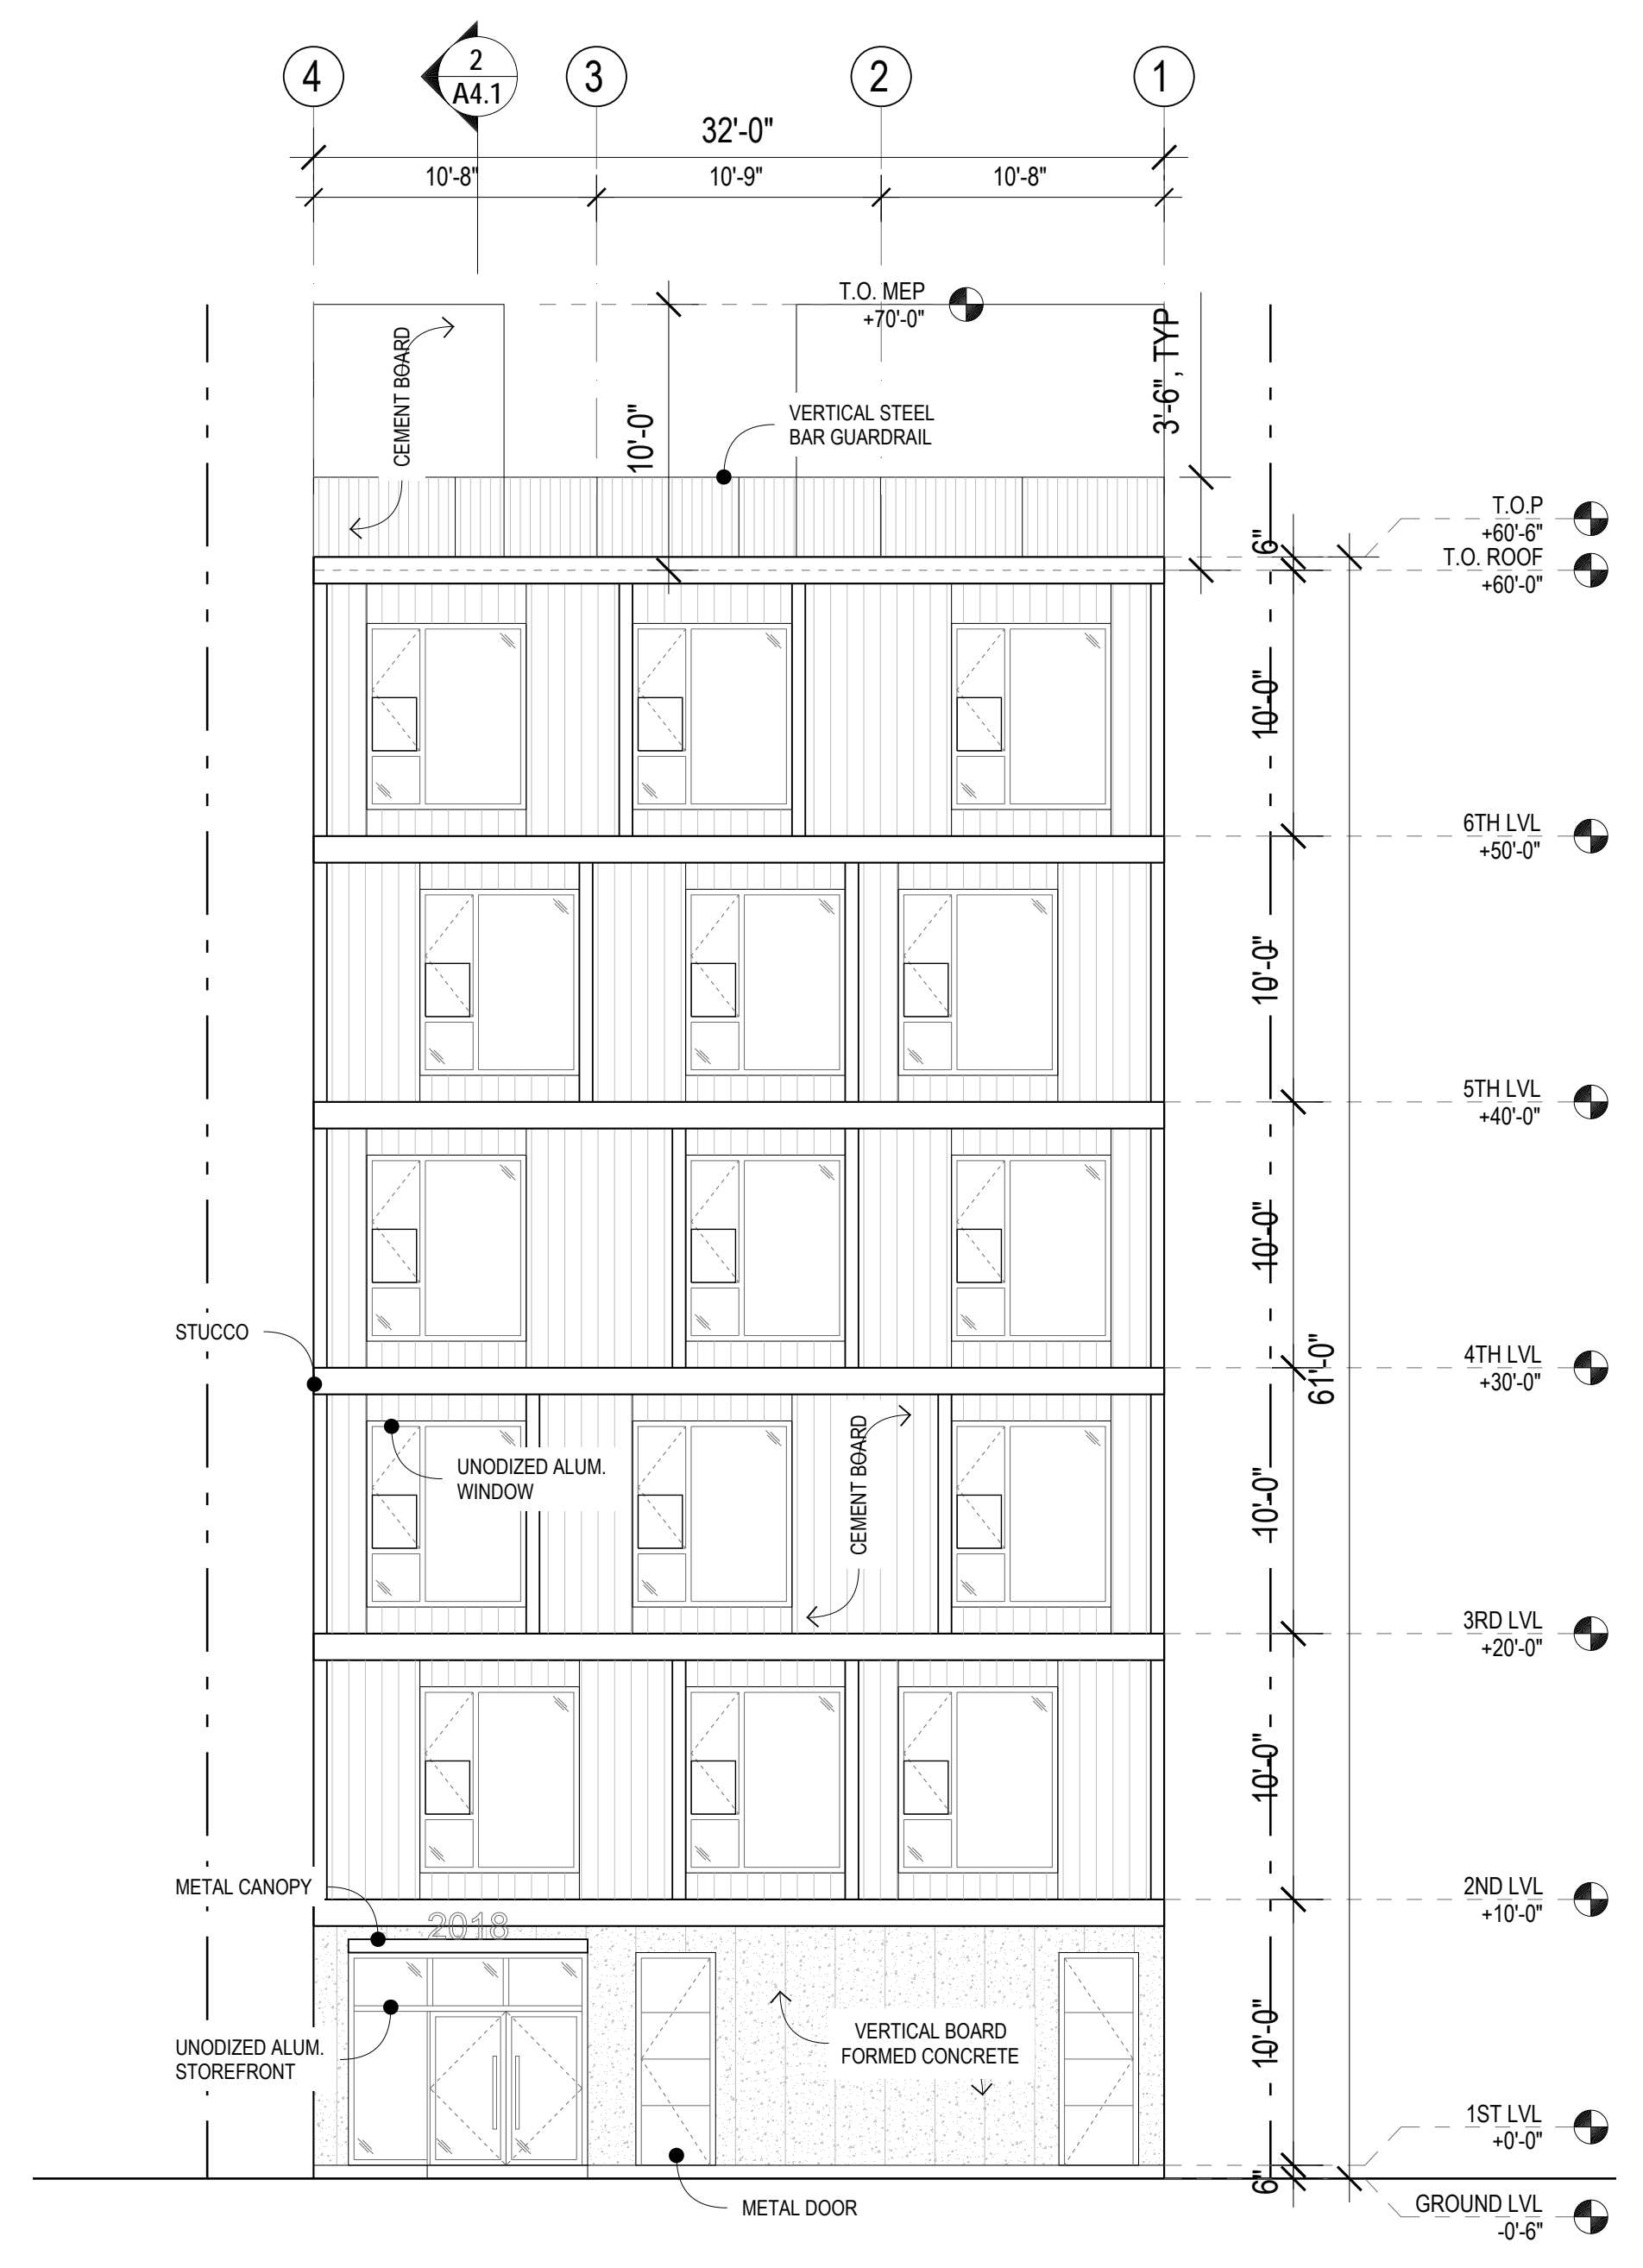 4
2
A4.1
3
2
1
32'-0"
10'-8"
10'-9"
10'-8"
T.O. MEP
+70'-0"
CEMENT BOARD
3'-6", TYP
10'-0"
VERTICAL STEEL
BAR GUARDRAIL
T.O.P
+60'-6"
6"
T.O. ROOF
+60'-0"
10'-0"
6TH LVL
+50'-0"
10'-0"
5TH LVL
+40'-0"
10'-0"
STUCCO
4TH LVL
+30'-0"
61'-0"
UNODIZED ALUM.
WINDOW
CEMENT BOARD
10'-0"
3RD LVL
+20'-0"
10'-0"
METAL CANOPY
2ND LVL
+10'-0"
2018
UNODIZED ALUM.
STOREFRONT
VERTICAL BOARD
FORMED CONCRETE
10'-0"
1ST LVL
+0'-0"
6"
METAL DOOR
GROUND LVL
-0'-6"